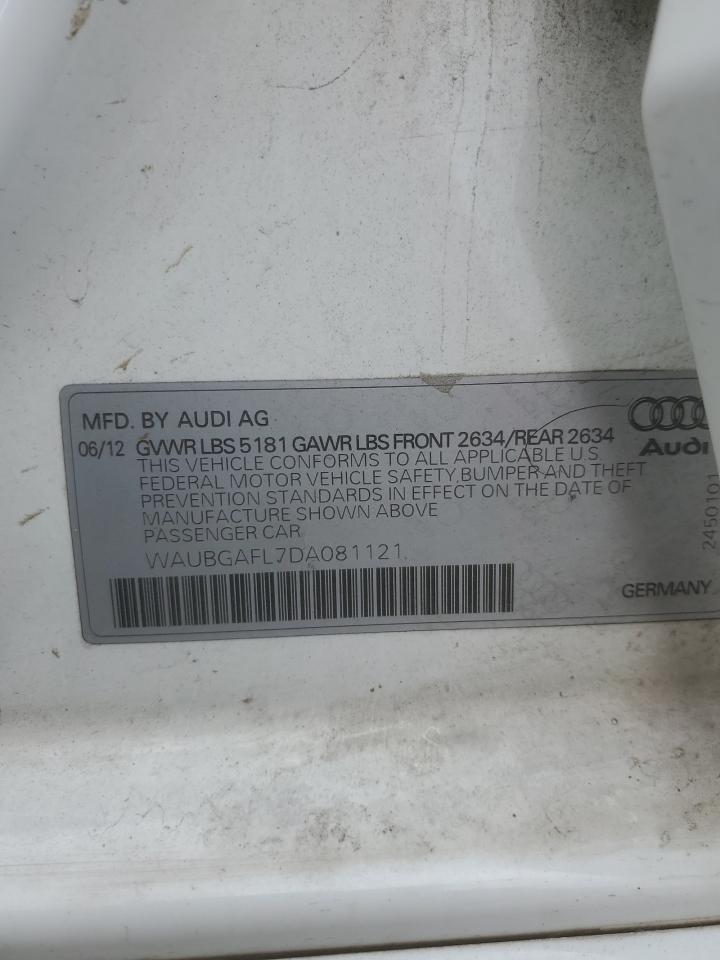 MFD. BY AUDI AG
06/12 GVWR LBS 5181 GAWR LBS FRONT 2634/REAR 2634
THIS VEHICLE CONFORMS TO ALL APPLICABLE U.S
FEDERAL MOTOR VEHICLE SAFETY,BUMPER AND THEFT
PREVENTION STANDARDS IN EFFECT ON THE DATE OF
MANUFACTURE SHOWN ABOVE
PASSENGER CAR
WAUBGAFL7DA081121
Audi
2450101
GERMANY